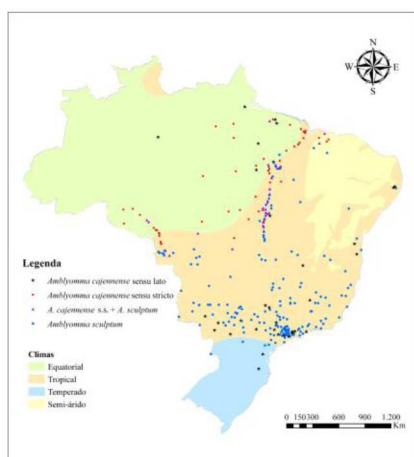 N
W E
S
Legenda
Amblyomma cajennense sensu lato
Amblyomma cajennense sensu stricto
A. cajennense s.s. + A. sculptum
Amblyomma sculptum
Climas
Equatorial
Tropical
Temperado
Semi-árido
0 150 300 600 900 1.200
Km